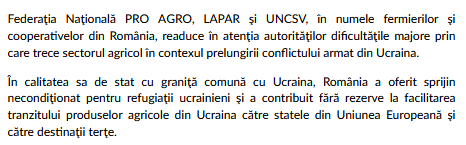 Federația Națională PRO AGRO, LAPAR și UNCSV, în numele fermierilor și
cooperativelor din România, readuce în atenția autorităților dificultățile majore prin
care trece sectorul agricol în contextul prelungirii conflictului armat din Ucraina.
În calitatea sa de stat cu graniță comună cu Ucraina, România a oferit sprijin
necondiționat pentru refugiații ucrainieni și a contribuit fără rezerve la facilitarea
tranzitului produselor agricole din Ucraina către statele din Uniunea Europeană și
către destinații terțe.